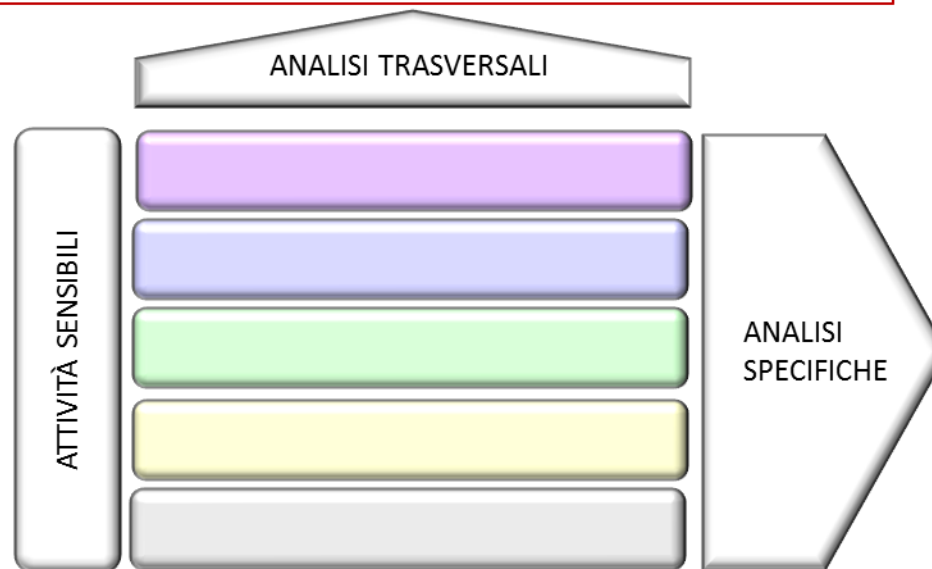 ANALISI TRASVERSALI
ATTIVITÀ SENSIBILI
ANALISI
SPECIFICHE